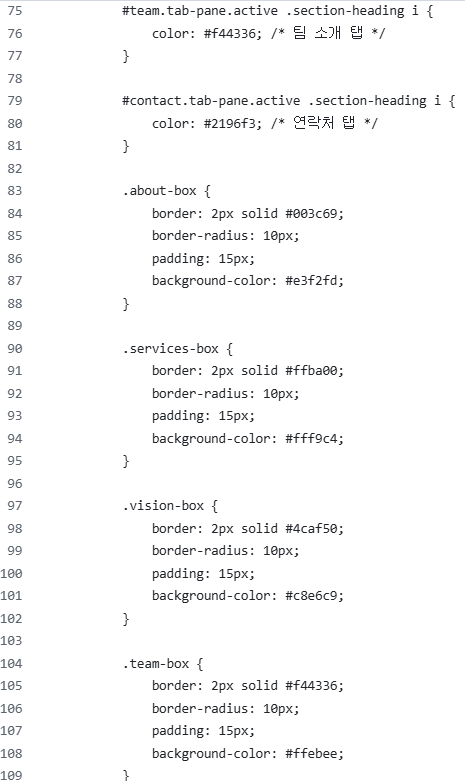 75 #team.tab-pane.active .section-heading i {
76 color: #f44336; /* 팀 소개 탭 */
77 }
78
79 #contact.tab-pane.active .section-heading i {
80 color: #2196f3; /* 연락처 탭 */
81 }
82
83 .about-box {
84 border: 2px solid #003c69;
85 border-radius: 10px;
86 padding: 15px;
87 background-color: #e3f2fd;
88 }
89
90 .services-box {
91 border: 2px solid #ffba00;
92 border-radius: 10px;
93 padding: 15px;
94 background-color: #fff9c4;
95 }
96
97 .vision-box {
98 border: 2px solid #4caf50;
99 border-radius: 10px;
100 padding: 15px;
101 background-color: #c8e6c9;
102 }
103
104 .team-box {
105 border: 2px solid #f44336;
106 border-radius: 10px;
107 padding: 15px;
108 background-color: #ffebee;
109 }